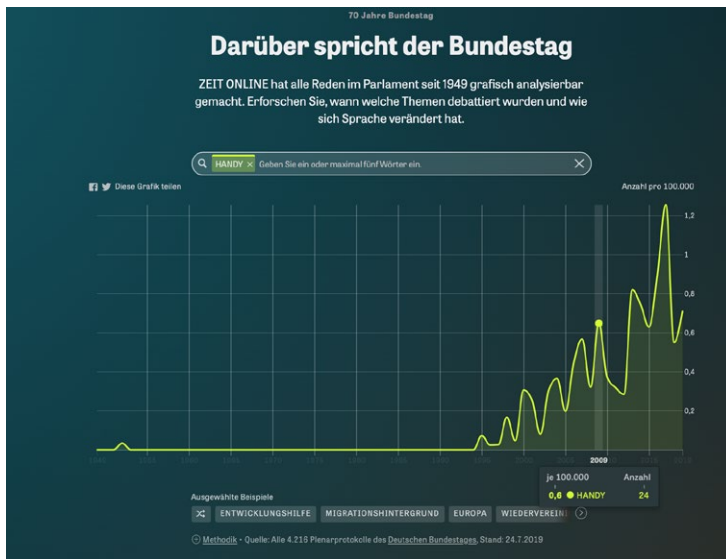 70 Jahre Bundestag
Darüber spricht der Bundestag
ZEIT ONLINE hat alle Reden im Parlament seit 1949 grafisch analysierbar
gemacht. Erforschen Sie, wann welche Themen debattiert wurden und wie
sich Sprache verändert hat.
HANDY × Geben Sie ein oder maximal fünf Wörter ein.
Diese Grafik teilen
Anzahl pro 100.000
1,2
1
0,8
0,6
0,4
0,2
2009
je 100.000 Anzahl
0,6 HANDY 24
Ausgewählte Beispiele
ENTWICKLUNGSHILFE MIGRATIONSHINTERGRUND EUROPA WIEDERVEREINI
Methodik • Quelle: Alle 4.216 Plenarprotokolle des Deutschen Bundestages, Stand: 24.7.2019